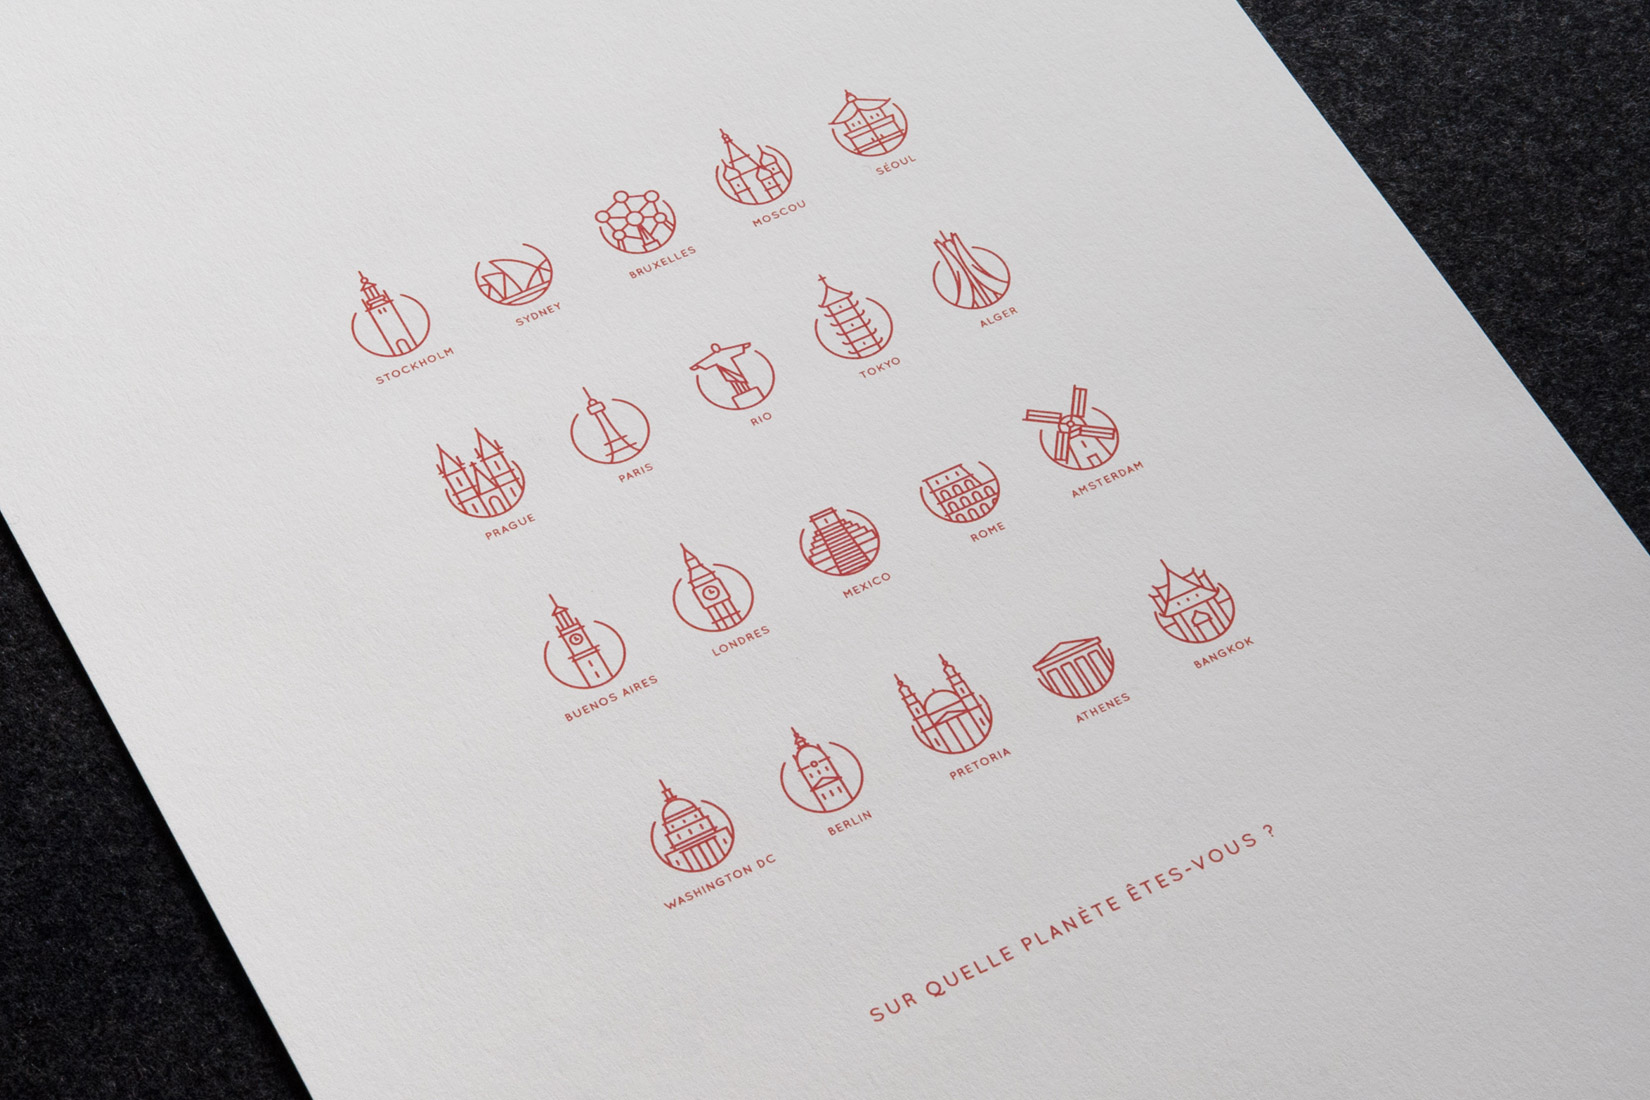 STOCKHOLM
SYDNEY
BRUXELLES
MOSCOU
SÉOUL
PRAGUE
PARIS
RIO
TOKYO
ALGER
BUENOS AIRES
LONDRES
MEXICO
ROME
AMSTERDAM
WASHINGTON DC
BERLIN
PRETORIA
ATHENES
BANGKOK
SUR QUELLE PLANÈTE ÊTES-VOUS ?